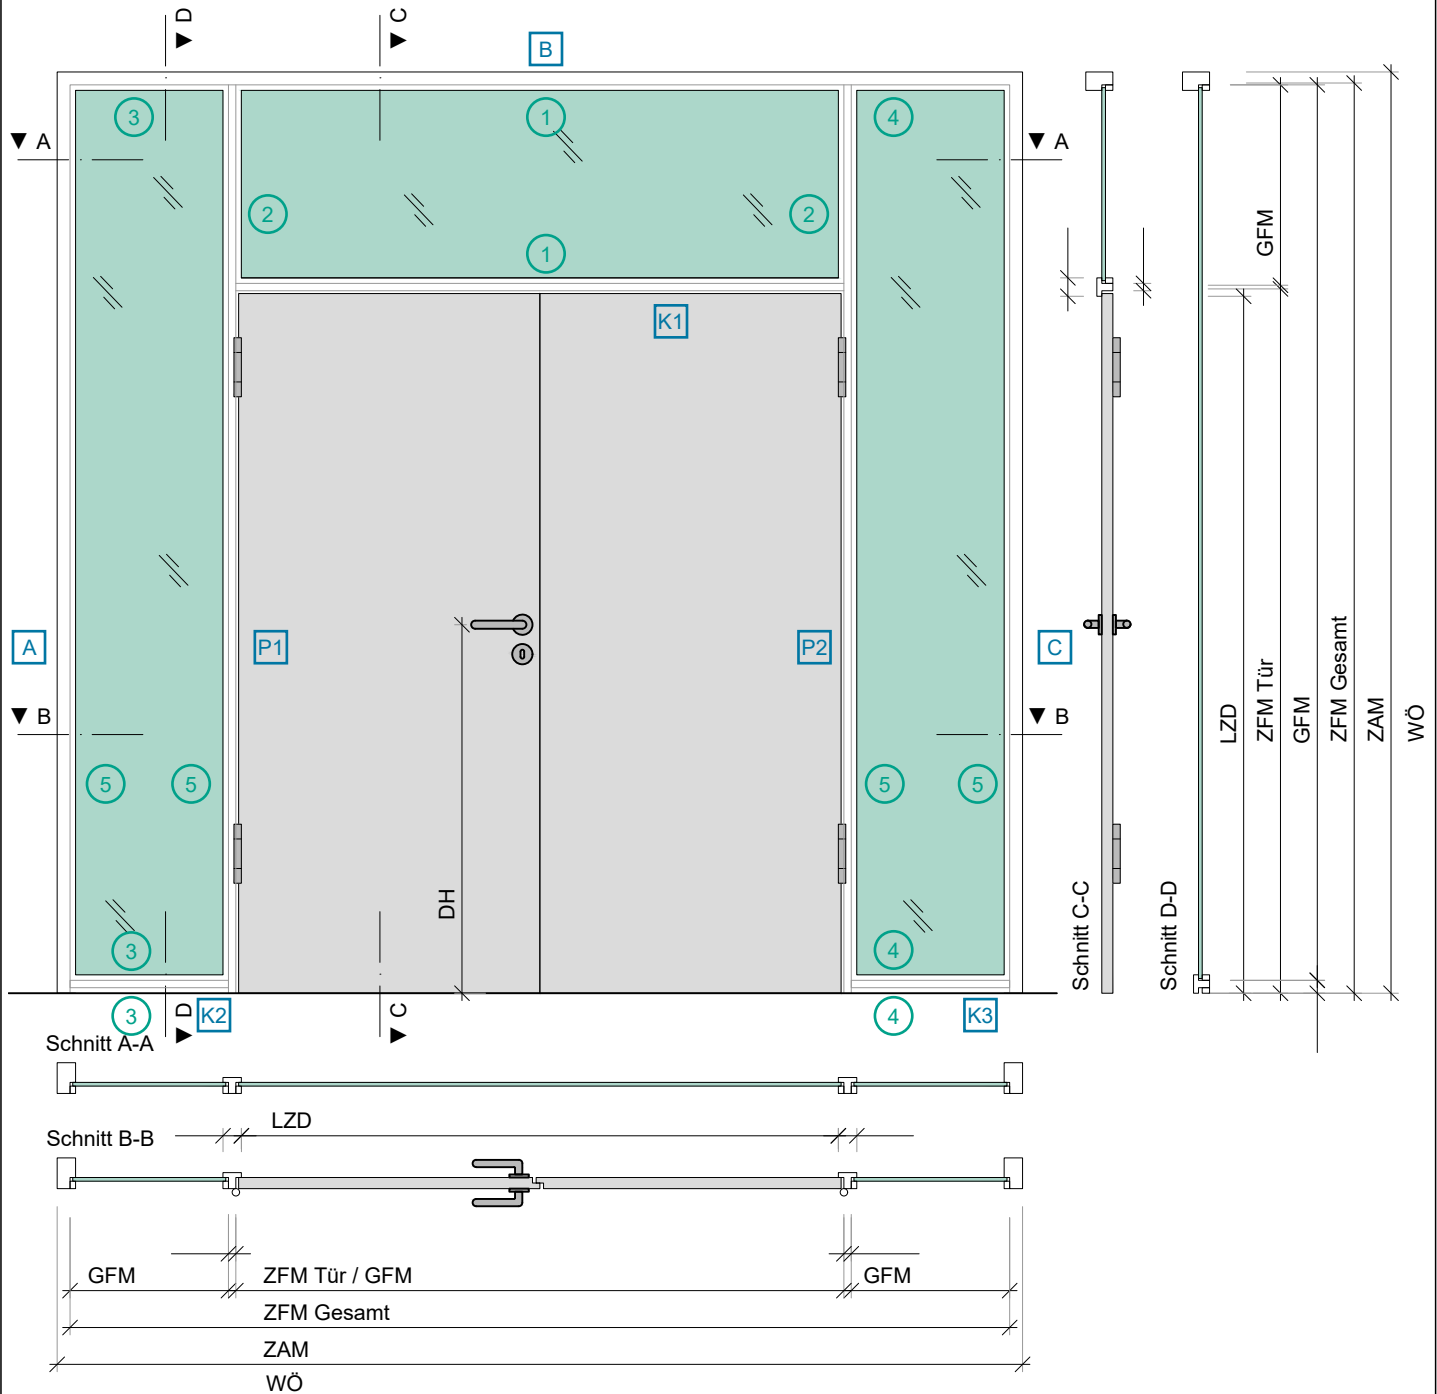 D
C
B
3
1
4
A
A
2
2
1
K1
GFM
A
P1
P2
C
LZD
ZFM Tür
GFM
ZFM Gesamt
ZAM
WÖ
B
B
5
5
5
5
DH
Schnitt C-C
Schnitt D-D
3
4
3
D
K2
C
4
K3
Schnitt A-A
LZD
Schnitt B-B
GFM
ZFM Tür / GFM
GFM
ZFM Gesamt
ZAM
WÖ